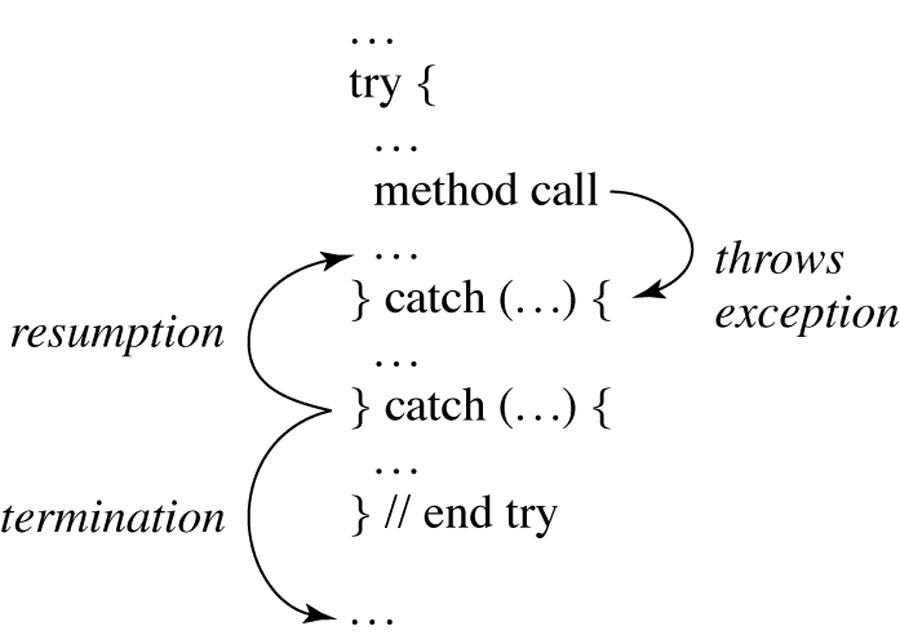 ...
try {
...
method call
...
throws
exception
} catch (...) {
resumption
...
} catch (...) {
...
termination
} // end try
...